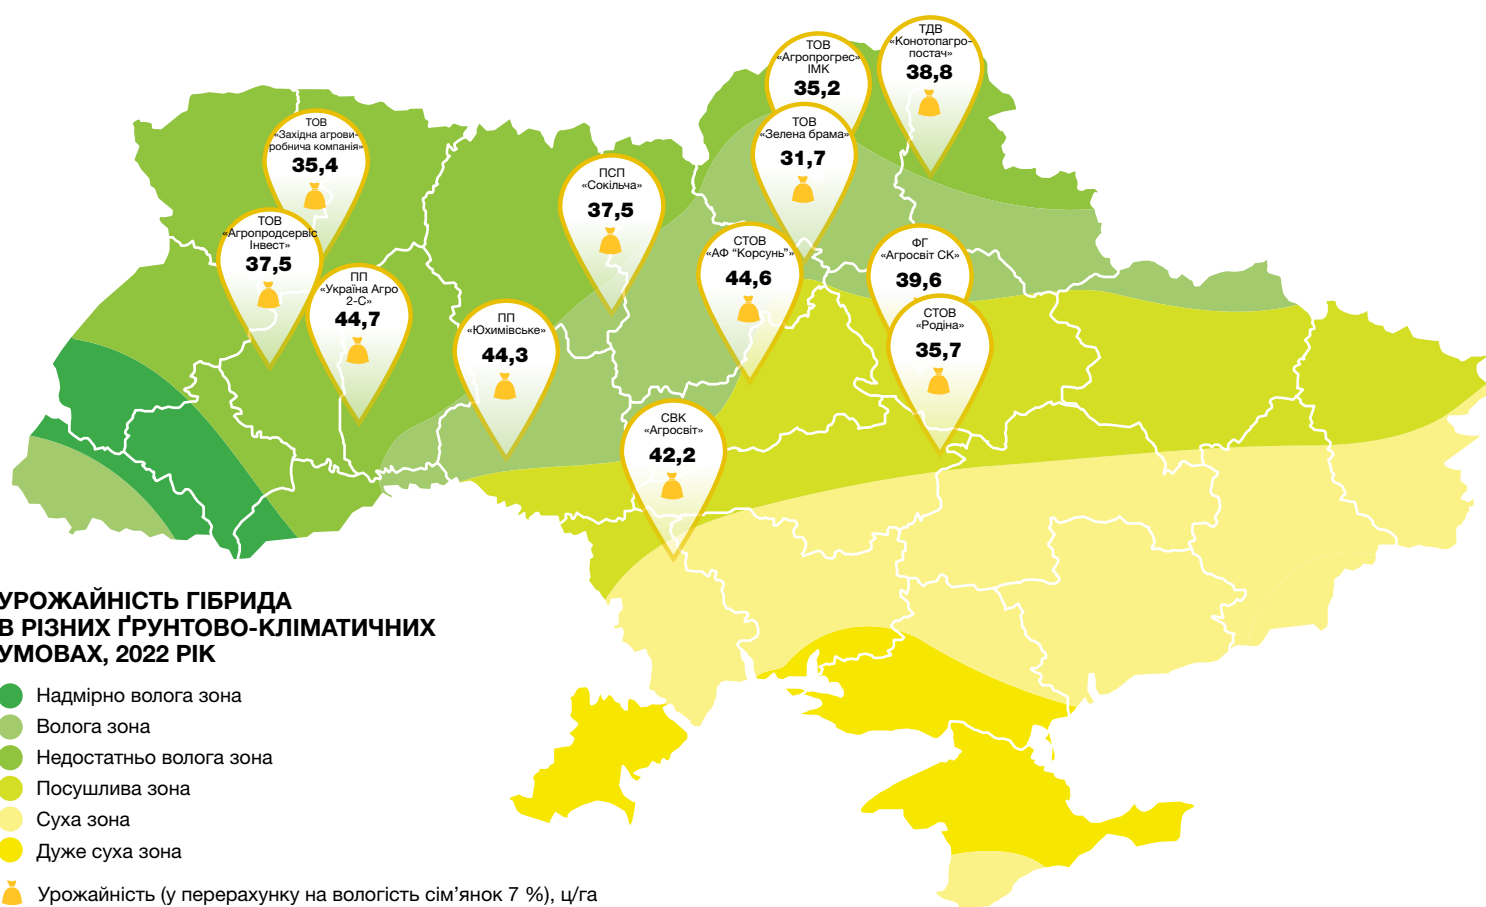 ТДВ
«Конотопагро-
постач»
38,8
ТОВ
«Агропрогрес»
ІМК
35,2
ТОВ
«Зелена брама»
31,7
ТОВ
«Західна агрови-
робнича компанія»
35,4
ПСП
«Сокільча»
37,5
ТОВ
«Агропродсервіс
Інвест»
37,5
ПП
«Україна Агро
2-С»
44,7
ПП
«Юхимівське»
44,3
СТОВ
«АФ “Корсунь”»
44,6
ФГ
«Агросвіт СК»
39,6
СТОВ
«Родіна»
35,7
СВК
«Агросвіт»
42,2
УРОЖАЙНІСТЬ ГІБРИДА
В РІЗНИХ ҐРУНТОВО-КЛІМАТИЧНИХ
УМОВАХ, 2022 РІК
Надмірно волога зона
Волога зона
Недостатньо волога зона
Посушлива зона
Суха зона
Дуже суха зона
Урожайність (у перерахунку на вологість сім’янок 7 %), ц/га